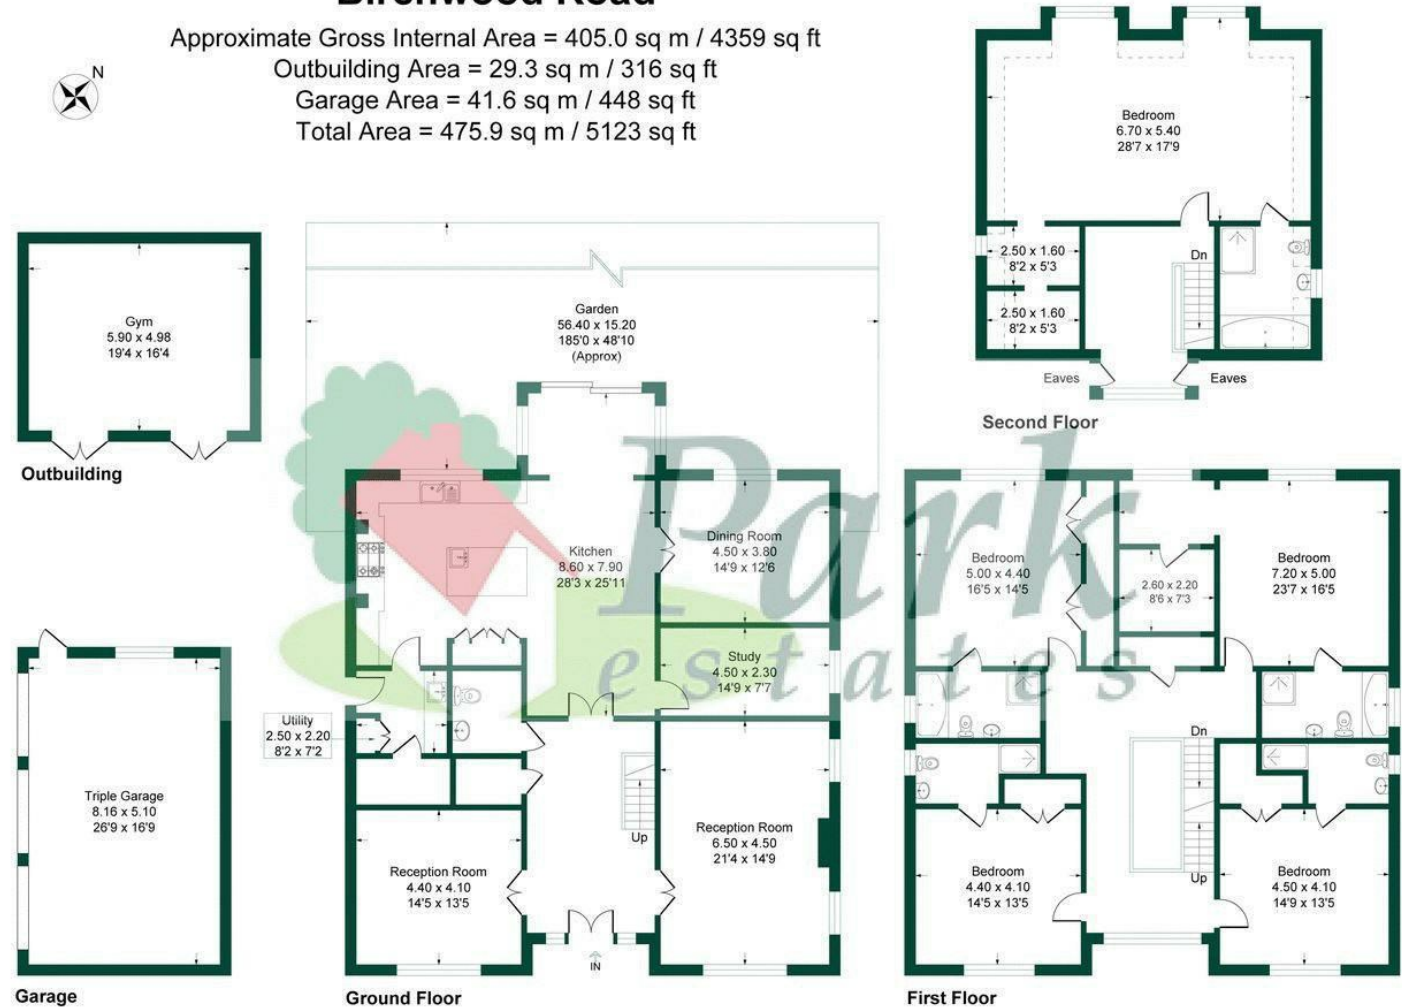 Birchwood Road
Approximate Gross Internal Area = 405.0 sq m / 4359 sq ft
Outbuilding Area = 29.3 sq m / 316 sq ft
Garage Area = 41.6 sq m / 448 sq ft
Total Area = 475.9 sq m / 5123 sq ft
N
Gym
5.90 x 4.98
19'4 x 16'4
Outbuilding
Triple Garage
8.16 x 5.10
26'9 x 16'9
Garage
Garden
56.40 x 15.20
185'0 x 48'10
(Approx)
Kitchen
8.60 x 7.90
28'3 x 25'11
Dining Room
4.50 x 3.80
14'9 x 12'6
Study
4.50 x 2.30
14'9 x 7'7
Utility
2.50 x 2.20
8'2 x 7'2
Reception Room
4.40 x 4.10
14'5 x 13'5
Up
Reception Room
6.50 x 4.50
21'4 x 14'9
IN
Ground Floor
Park
estates
Bedroom
6.70 x 5.40
28'7 x 17'9
2.50 x 1.60
8'2 x 5'3
2.50 x 1.60
8'2 x 5'3
Dn
Eaves
Eaves
Second Floor
Bedroom
5.00 x 4.40
16'5 x 14'5
2.60 x 2.20
8'6 x 7'3
Bedroom
7.20 x 5.00
23'7 x 16'5
Dn
Up
Bedroom
4.40 x 4.10
14'5 x 13'5
Bedroom
4.50 x 4.10
14'9 x 13'5
First Floor